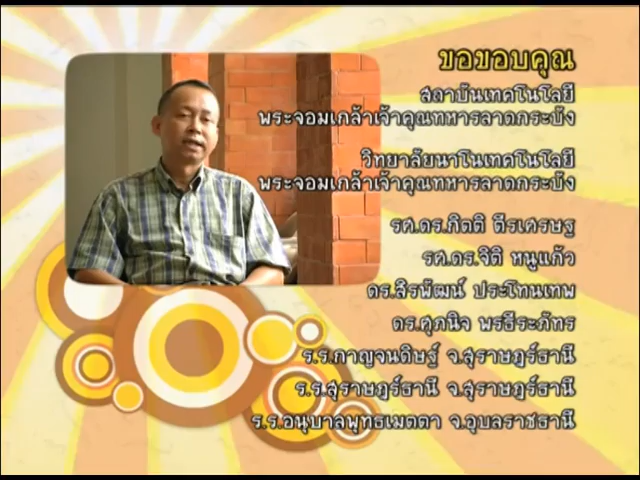 ขอขอบคุณ
สถาบันเทคโนโลยี
พระจอมเกล้าเจ้าคุณทหารลาดกระบัง
วิทยาลัยนาโนเทคโนโลยี
พระจอมเกล้าเจ้าคุณทหารลาดกระบัง
รศ.ดร.กิตติ ตีรเศรษฐ
รศ.ดร.จิติ หนูแก้ว
ดร.สิรพัฒน์ ประโทนเทพ
ดร.ศุภนิจ พรธีระภัทร
ร.ร.กาญจนดิษฐ์ จ.สุราษฎร์ธานี
ร.ร.สุราษฎร์ธานี จ.สุราษฎร์ธานี
ร.ร.อนุบาลพุทธเมตตา จ.อุบลราชธานี